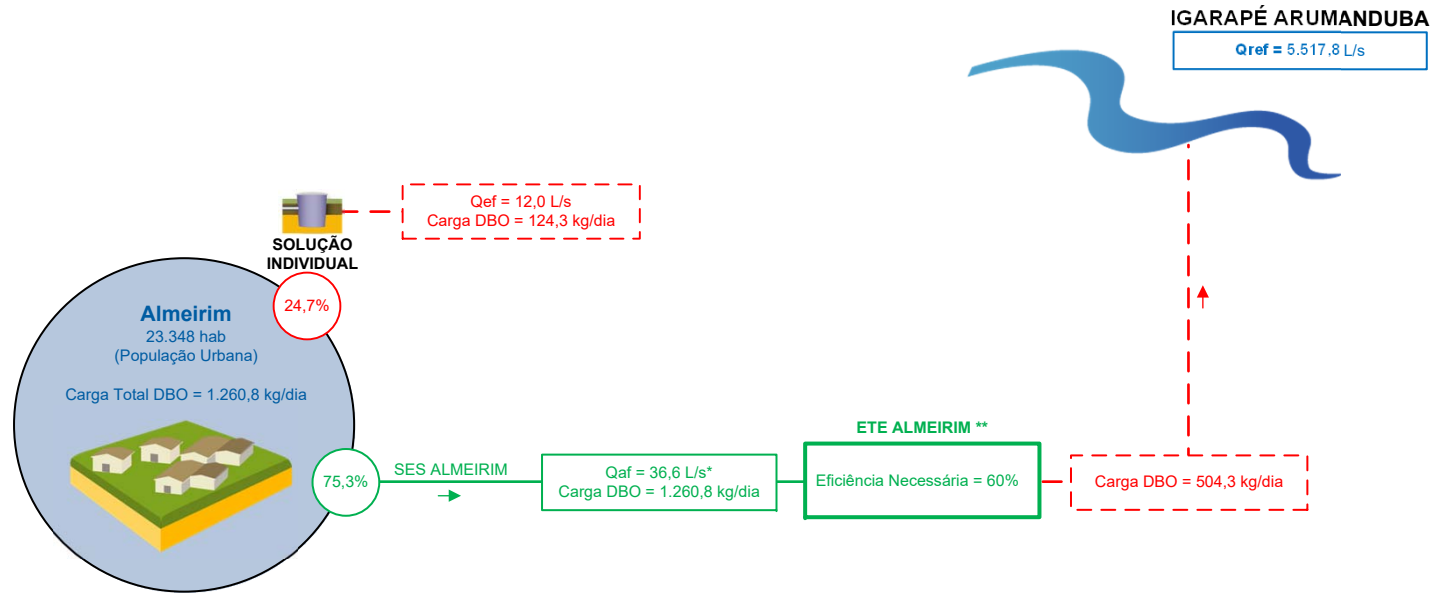 IGARAPÉ ARUMANDUBA
Qref = 5.517,8 L/s
Qef = 12,0 L/s
Carga DBO = 124,3 kg/dia
SOLUÇÃO
INDIVIDUAL
24,7%
Almeirim
23.348 hab
(População Urbana)
Carga Total DBO = 1.260,8 kg/dia
75,3%
SES ALMEIRIM
Qaf = 36,6 L/s*
Carga DBO = 1.260,8 kg/dia
ETE ALMEIRIM **
Eficiência Necessária = 60%
Carga DBO = 504,3 kg/dia